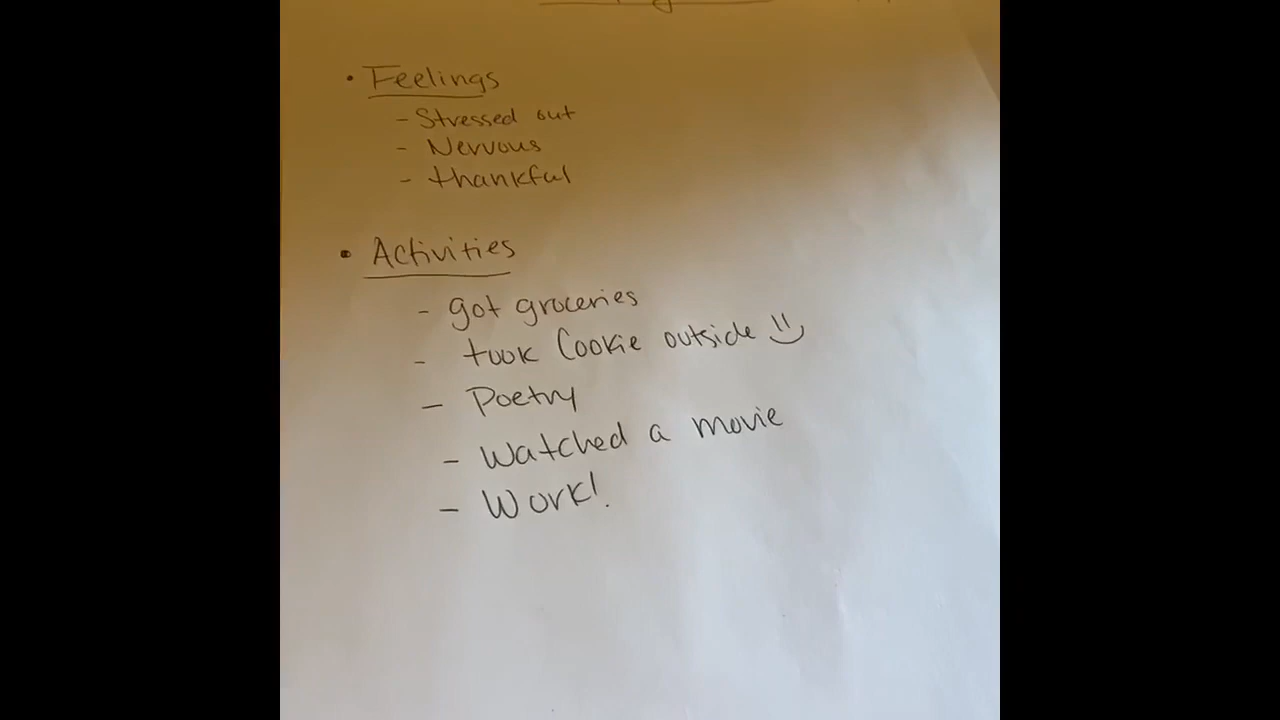 • Feelings
- Stressed out
- Nervous
- thankful
• Activities
- got groceries
- took Cookie outside
- Poetry
- Watched a movie
- Work!